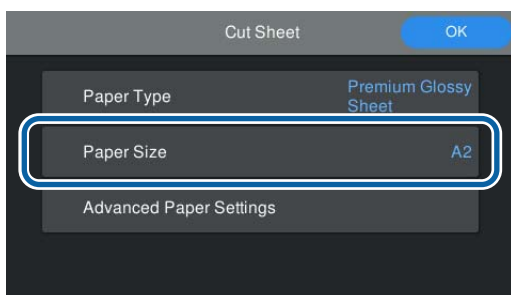 Cut Sheet
OK
Paper Type
Premium Glossy
Sheet
Paper Size
A2
Advanced Paper Settings